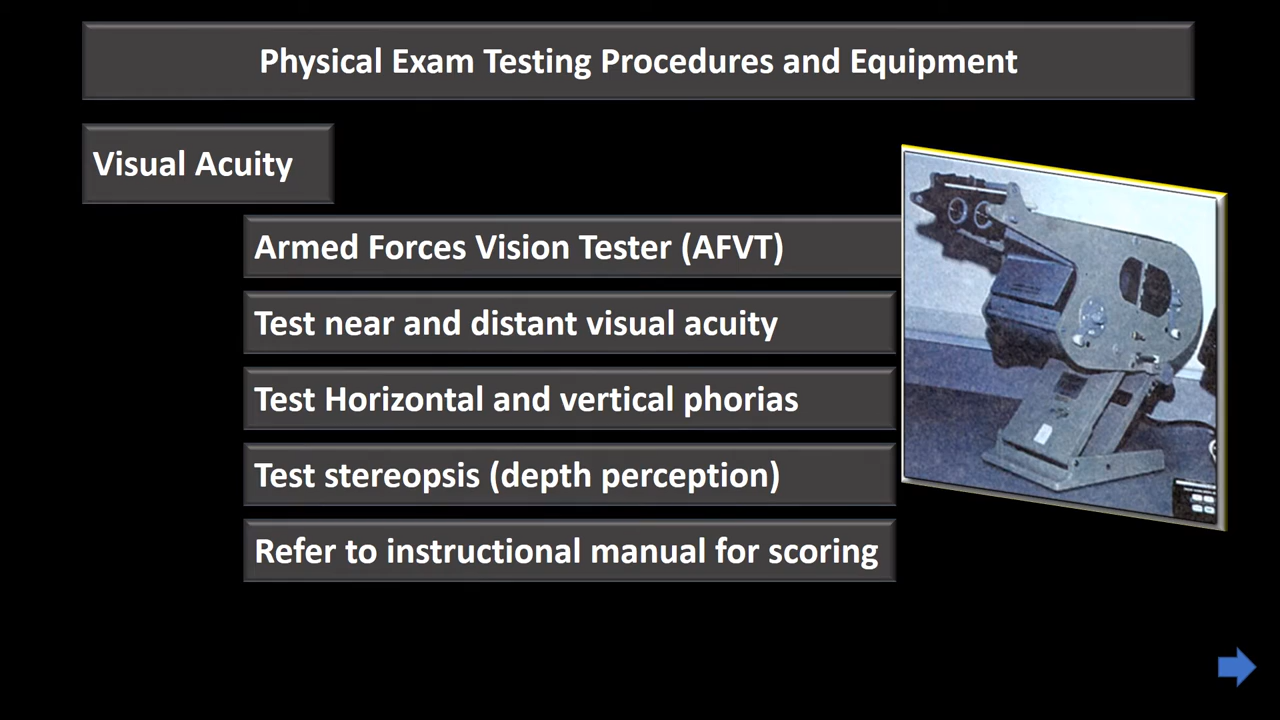 Physical Exam Testing Procedures and Equipment
Visual Acuity
Armed Forces Vision Tester (AFVT)
Test near and distant visual acuity
Test Horizontal and vertical phorias
Test stereopsis (depth perception)
Refer to instructional manual for scoring